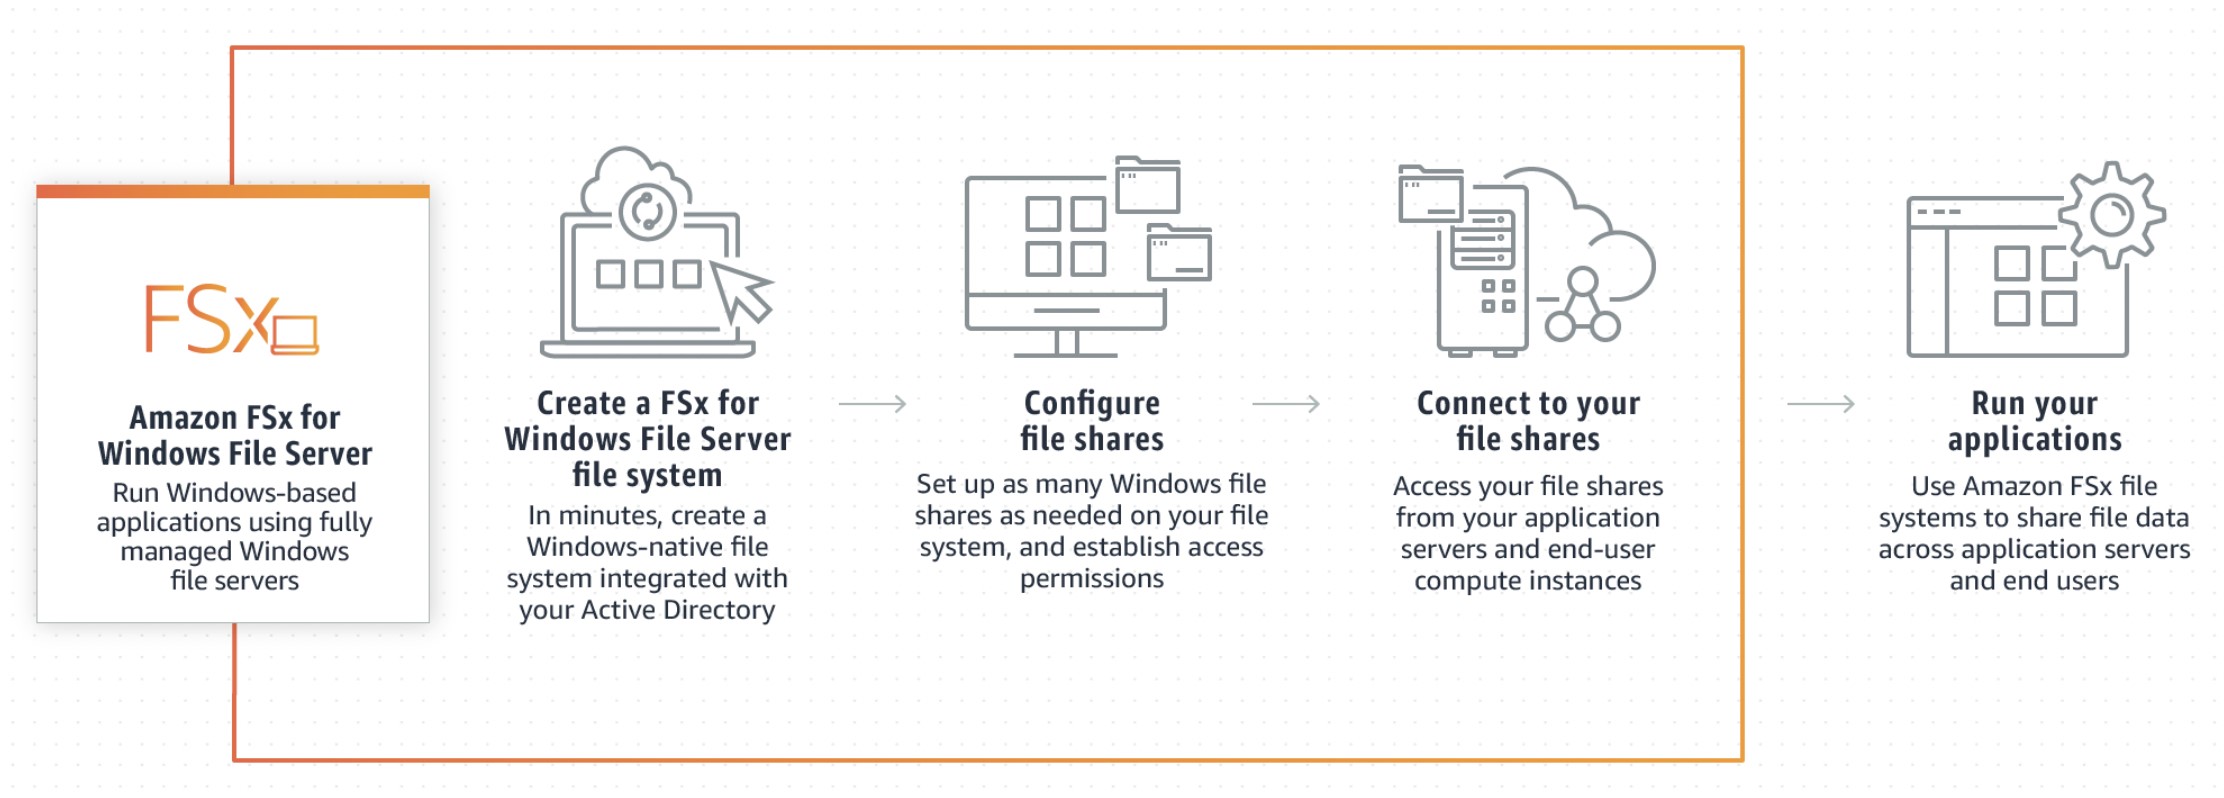 FSx
Amazon FSx for
Windows File Server
Run Windows-based
applications using fully
managed Windows
file servers
Create a FSx for
Windows File Server
file system
In minutes, create a
Windows-native file
system integrated with
your Active Directory
Configure
file shares
Set up as many Windows file
shares as needed on your file
system, and establish access
permissions
Connect to your
file shares
Access your file shares
from your application
servers and end-user
compute instances
Run your
applications
Use Amazon FSx file
systems to share file data
across application servers
and end users